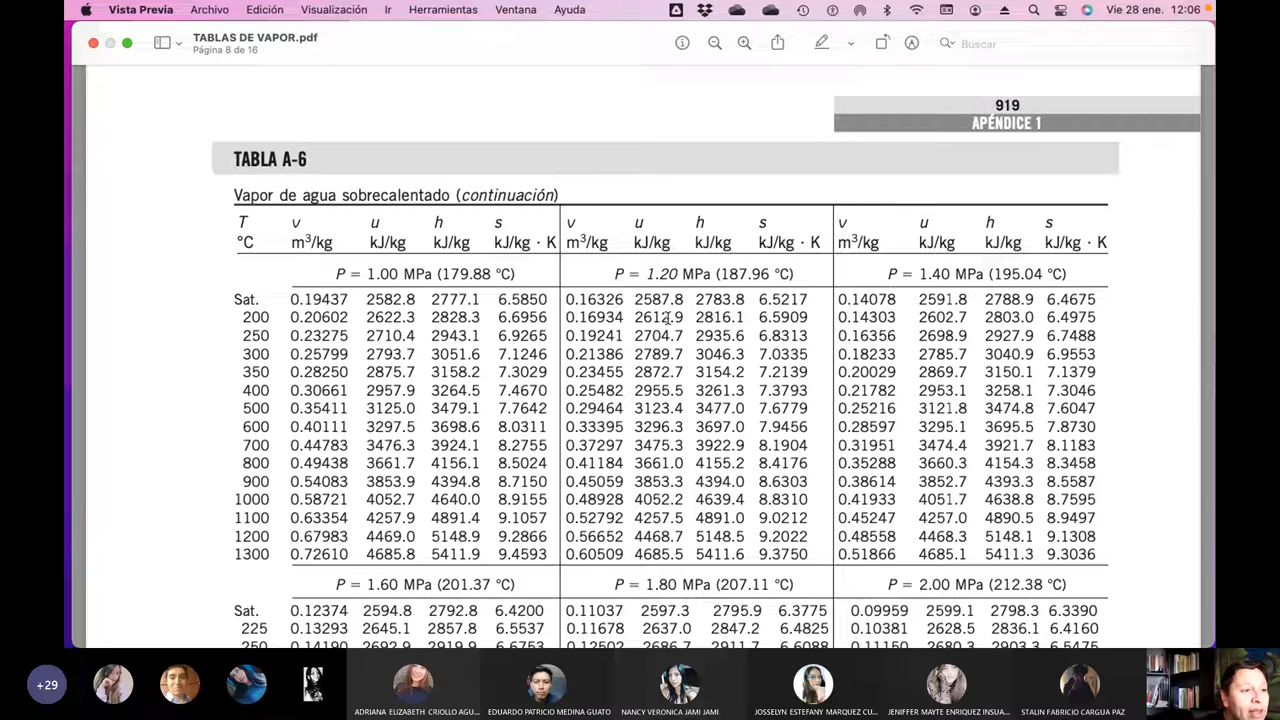 Vista Previa Archivo Edición Visualización Ir Herramientas Ventana Ayuda Vie 28 ene. 12:06
TABLAS DE VAPOR.pdf
Página 8 de 16
Buscar
919
APÉNDICE 1
TABLA A-6
Vapor de agua sobrecalentado (continuación)
T v u h s v u h s v u h s
°C m³/kg kJ/kg kJ/kg kJ/kg · K m³/kg kJ/kg kJ/kg kJ/kg · K m³/kg kJ/kg kJ/kg kJ/kg · K
P = 1.00 MPa (179.88 °C) P = 1.20 MPa (187.96 °C) P = 1.40 MPa (195.04 °C)
Sat. 0.19437 2582.8 2777.1 6.5850 0.16326 2587.8 2783.8 6.5217 0.14078 2591.8 2788.9 6.4675
200 0.20602 2622.3 2828.3 6.6956 0.16934 2612.9 2816.1 6.5909 0.14303 2602.7 2803.0 6.4975
250 0.23275 2710.4 2943.1 6.9265 0.19241 2704.7 2935.6 6.8313 0.16356 2698.9 2927.9 6.7488
300 0.25799 2793.7 3051.6 7.1246 0.21386 2789.7 3046.3 7.0335 0.18233 2785.7 3040.9 6.9553
350 0.28250 2875.7 3158.2 7.3029 0.23455 2872.7 3154.2 7.2139 0.20029 2869.7 3150.1 7.1379
400 0.30661 2957.9 3264.5 7.4670 0.25482 2955.5 3261.3 7.3793 0.21782 2953.1 3258.1 7.3046
500 0.35411 3125.0 3479.1 7.7642 0.29464 3123.4 3477.0 7.6779 0.25216 3121.8 3474.8 7.6047
600 0.40111 3297.5 3698.6 8.0311 0.33395 3296.3 3697.0 7.9456 0.28597 3295.1 3695.5 7.8730
700 0.44783 3476.3 3924.1 8.2755 0.37297 3475.3 3922.9 8.1904 0.31951 3474.4 3921.7 8.1183
800 0.49438 3661.7 4156.1 8.5024 0.41184 3661.0 4155.2 8.4176 0.35288 3660.3 4154.3 8.3458
900 0.54083 3853.9 4394.8 8.7150 0.45059 3853.3 4394.0 8.6303 0.38614 3852.7 4393.3 8.5587
1000 0.58721 4052.7 4640.0 8.9155 0.48928 4052.2 4639.4 8.8310 0.41933 4051.7 4638.8 8.7595
1100 0.63354 4257.9 4891.4 9.1057 0.52792 4257.5 4891.0 9.0212 0.45247 4257.0 4890.5 8.9497
1200 0.67983 4469.0 5148.9 9.2866 0.56652 4468.7 5148.5 9.2022 0.48558 4468.3 5148.1 9.1308
1300 0.72610 4685.8 5411.9 9.4593 0.60509 4685.5 5411.6 9.3750 0.51866 4685.1 5411.3 9.3036
P = 1.60 MPa (201.37 °C) P = 1.80 MPa (207.11 °C) P = 2.00 MPa (212.38 °C)
Sat. 0.12374 2594.8 2792.8 6.4200 0.11037 2597.3 2795.9 6.3775 0.09959 2599.1 2798.3 6.3390
225 0.13293 2645.1 2857.8 6.5537 0.11678 2637.0 2847.2 6.4825 0.10381 2628.5 2836.1 6.4160
250 0.14190 2692.9 2919.9 6.6753 0.12502 2686.7 2911.7 6.6088 0.11150 2680.3 2903.3 6.5475
+29
ADRIANA ELIZABETH CRIOLLO AGU... EDUARDO PATRICIO MEDINA GUATO NANCY VERONICA JAMI JAMI JOSSELYN ESTEFANY MARQUEZ CU... JENIFFER MAYTE ENRIQUEZ INSUA... STALIN FABRICIO CARGUA PAZ